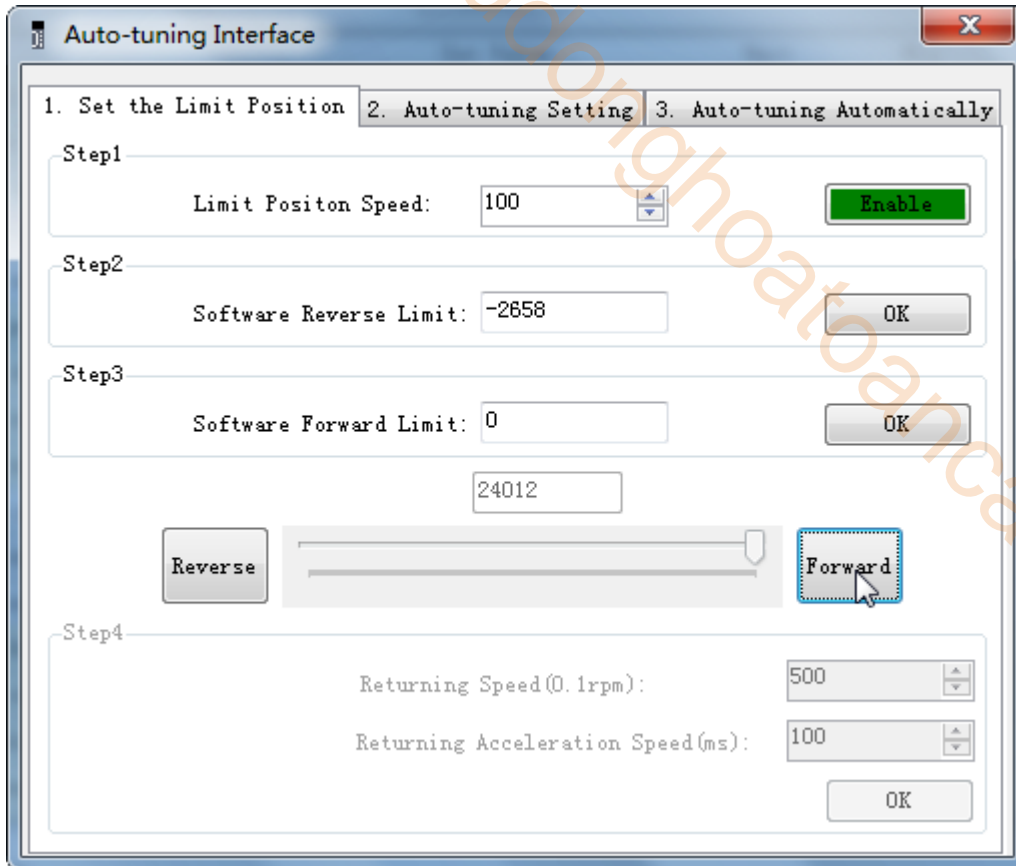 Auto-tuning Interface
X
1. Set the Limit Position 2. Auto-tuning Setting 3. Auto-tuning Automatically
Step1
Limit Positon Speed: 100 Enable
Step2
Software Reverse Limit: -2658 OK
Step3
Software Forward Limit: 0 OK
24012
Reverse Forward
Step4
Returning Speed(0.1rpm): 500
Returning Acceleration Speed(ms): 100
OK